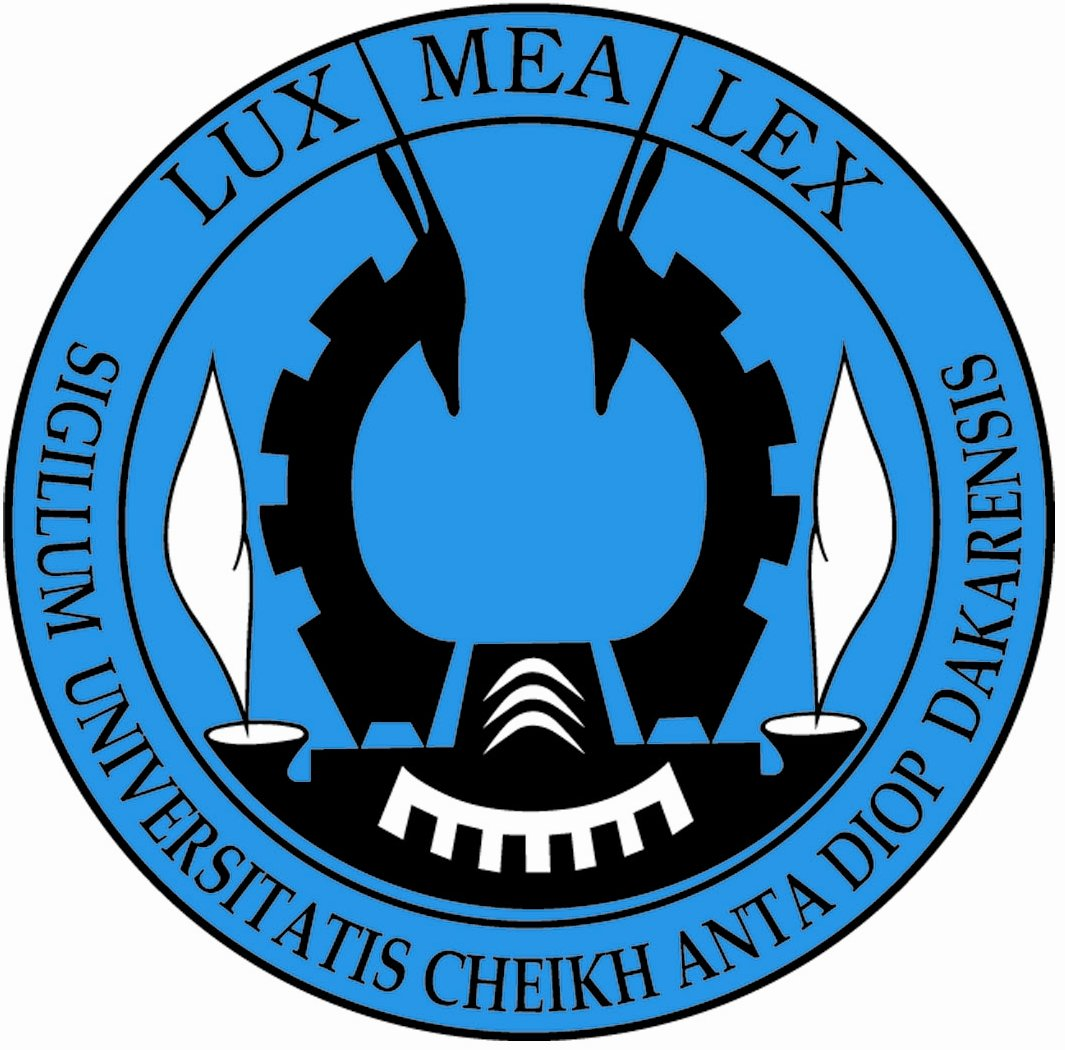 LUX MEA LEX
SIGILLUM UNIVERSITATIS CHEIKH ANTA DIOP DAKARENSIS